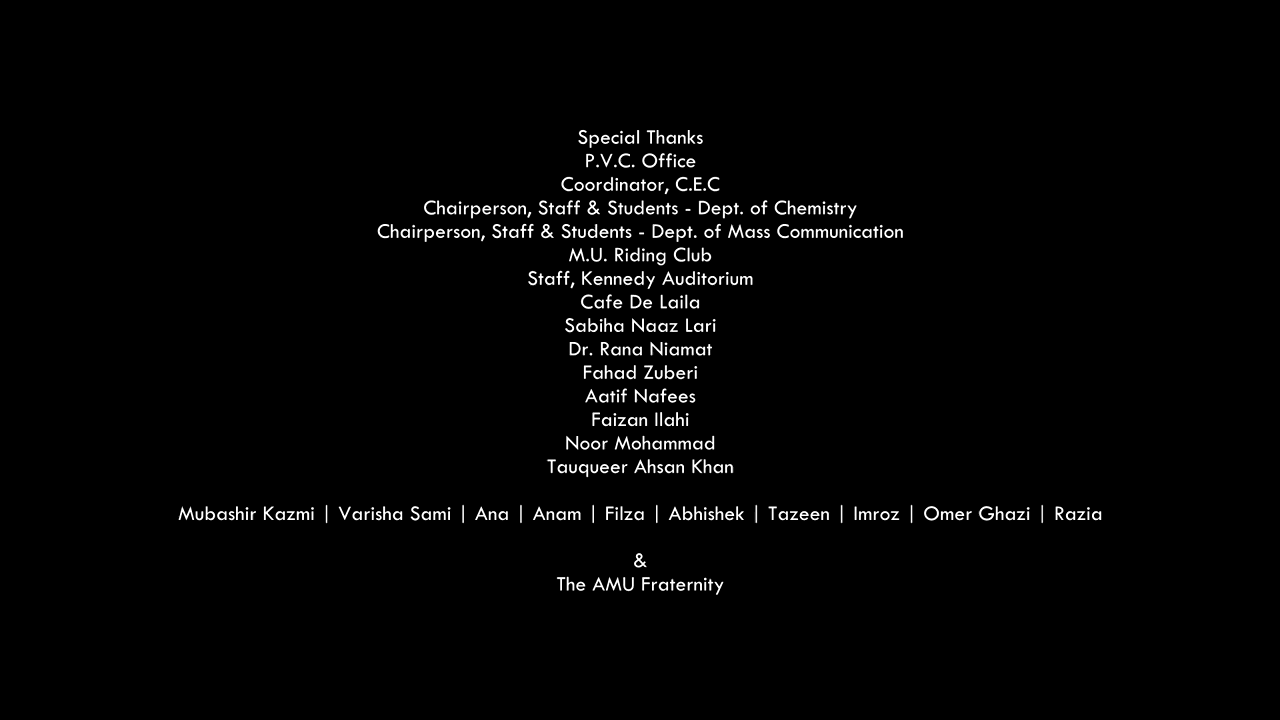 Special Thanks
P.V.C. Office
Coordinator, C.E.C
Chairperson, Staff & Students - Dept. of Chemistry
Chairperson, Staff & Students - Dept. of Mass Communication
M.U. Riding Club
Staff, Kennedy Auditorium
Cafe De Laila
Sabiha Naaz Lari
Dr. Rana Niamat
Fahad Zuberi
Aatif Nafees
Faizan Ilahi
Noor Mohammad
Tauqueer Ahsan Khan
Mubashir Kazmi | Varisha Sami | Ana | Anam | Filza | Abhishek | Tazeen | Imroz | Omer Ghazi | Razia
&
The AMU Fraternity